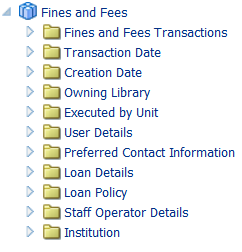 Fines and Fees
Fines and Fees Transactions
Transaction Date
Creation Date
Owning Library
Executed by Unit
User Details
Preferred Contact Information
Loan Details
Loan Policy
Staff Operator Details
Institution